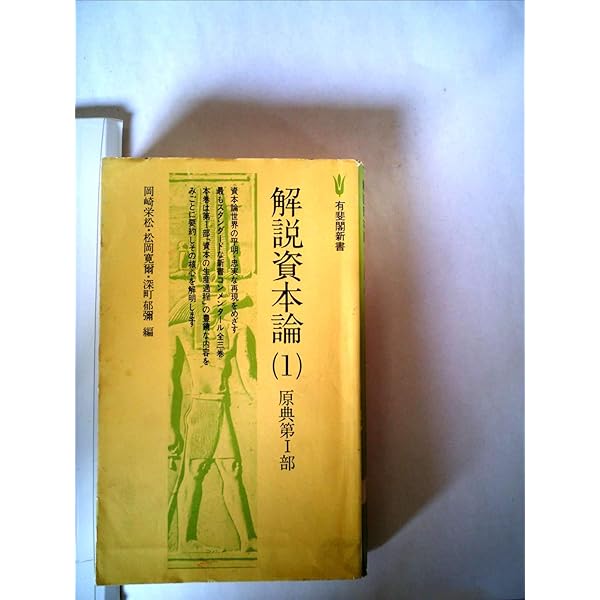 有斐閣新書
解説資本論(1) 原典第Ⅰ部
資本論世界の平明・忠実な再現をめざす
最もスタンダードな新書コンメンタール全三巻
本巻は第Ⅰ部「資本の生産過程」の豊饒な内容を
みごとに要約しその核心を解明します
岡崎栄松・松岡寛爾・深町郁彌 編